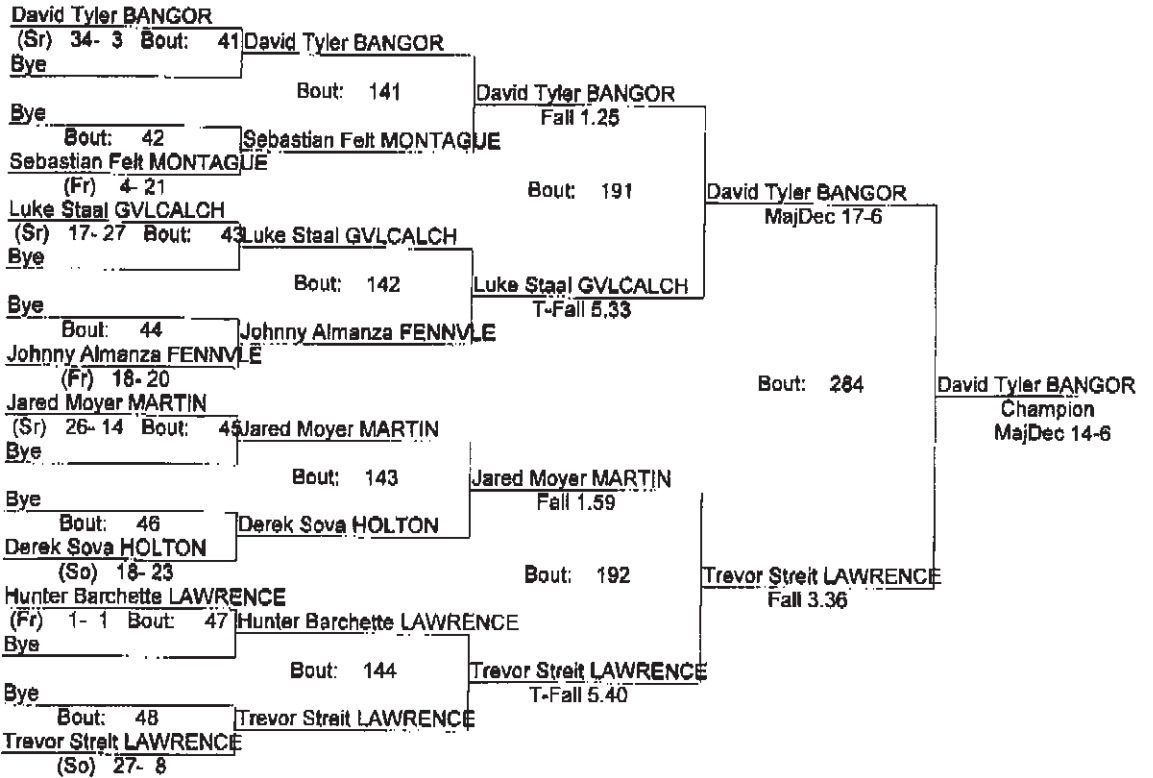 David Tyler BANGOR
(Sr) 34- 3 Bout: 41
Bye
David Tyler BANGOR
Bout: 141
Bye
Bout: 42
Sebastian Felt MONTAGUE
(Fr) 4- 21
Sebastian Felt MONTAGUE
David Tyler BANGOR
Fall 1.25
Bout: 191
Luke Staal GVLCALCH
(Sr) 17- 27 Bout: 43
Bye
Luke Staal GVLCALCH
Bout: 142
Bye
Bout: 44
Johnny Almanza FENNVLE
(Fr) 18- 20
Johnny Almanza FENNVLE
Luke Staal GVLCALCH
T-Fall 5.33
David Tyler BANGOR
MajDec 17-6
Bout: 284
David Tyler BANGOR
Champion
MajDec 14-6
Jared Moyer MARTIN
(Sr) 26- 14 Bout: 45
Bye
Jared Moyer MARTIN
Bout: 143
Bye
Bout: 46
Derek Sova HOLTON
(So) 18- 23
Derek Sova HOLTON
Jared Moyer MARTIN
Fall 1.59
Bout: 192
Hunter Barchette LAWRENCE
(Fr) 1- 1 Bout: 47
Bye
Hunter Barchette LAWRENCE
Bout: 144
Bye
Bout: 48
Trevor Streit LAWRENCE
(So) 27- 8
Trevor Streit LAWRENCE
Trevor Streit LAWRENCE
T-Fall 5.40
Trevor Streit LAWRENCE
Fall 3.36